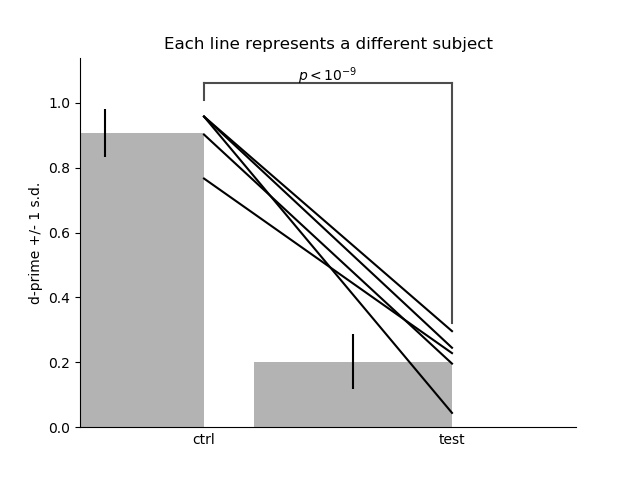 Each line represents a different subject
p < 10⁻⁹
1.0
0.8
0.6
0.4
0.2
0.0
d-prime +/- 1 s.d.
ctrl
test